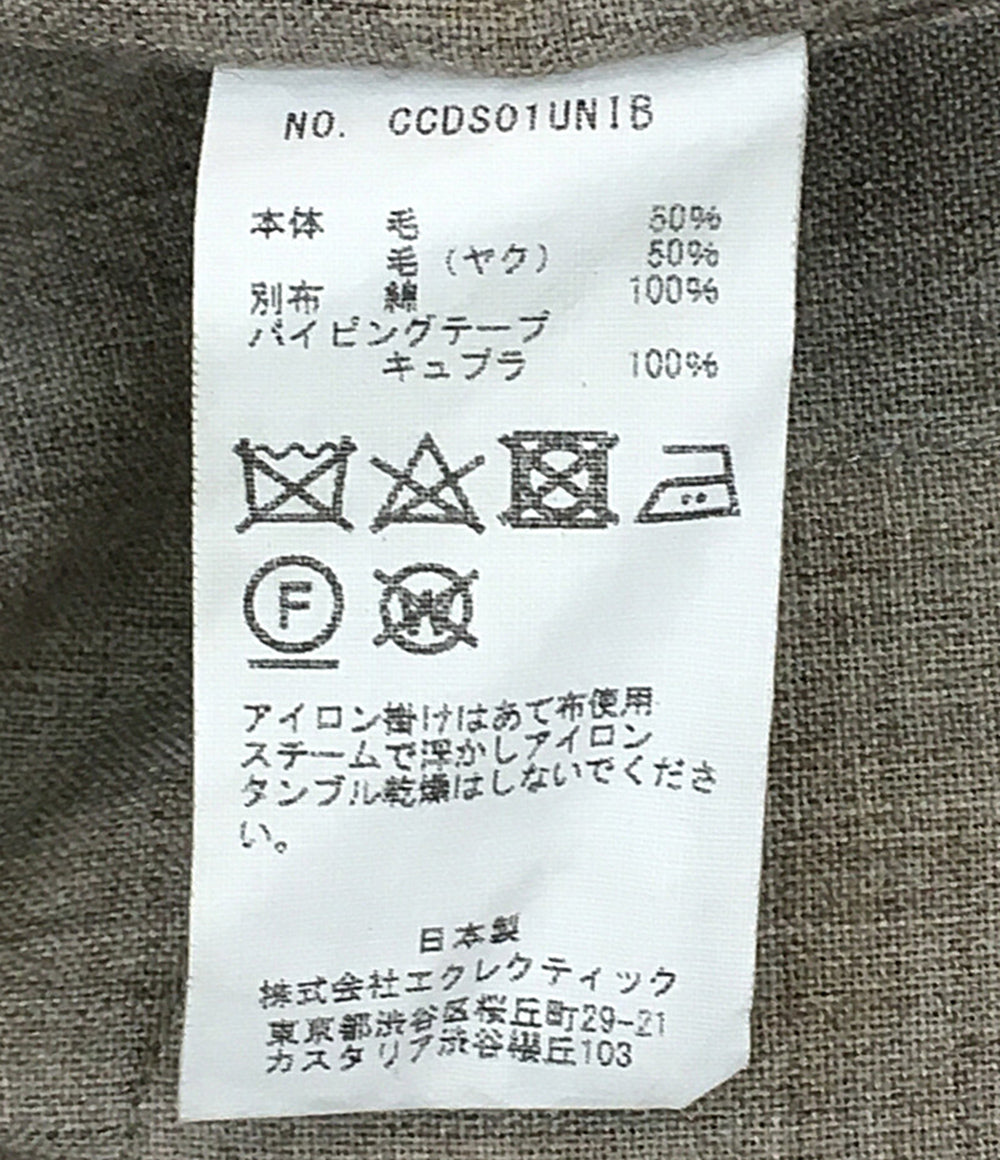 NO. CCDS01UNIB
本体 毛 50%
毛 (ヤク) 50%
別布 綿 100%
パイピングテープ
キュプラ 100%
F
W
アイロン掛けはあて布使用
スチームで浮かしアイロン
タンブル乾燥はしないでくださ
い。
日本製
株式会社エクレクティック
東京都渋谷区桜丘町29-21
カスタリア渋谷櫻丘103